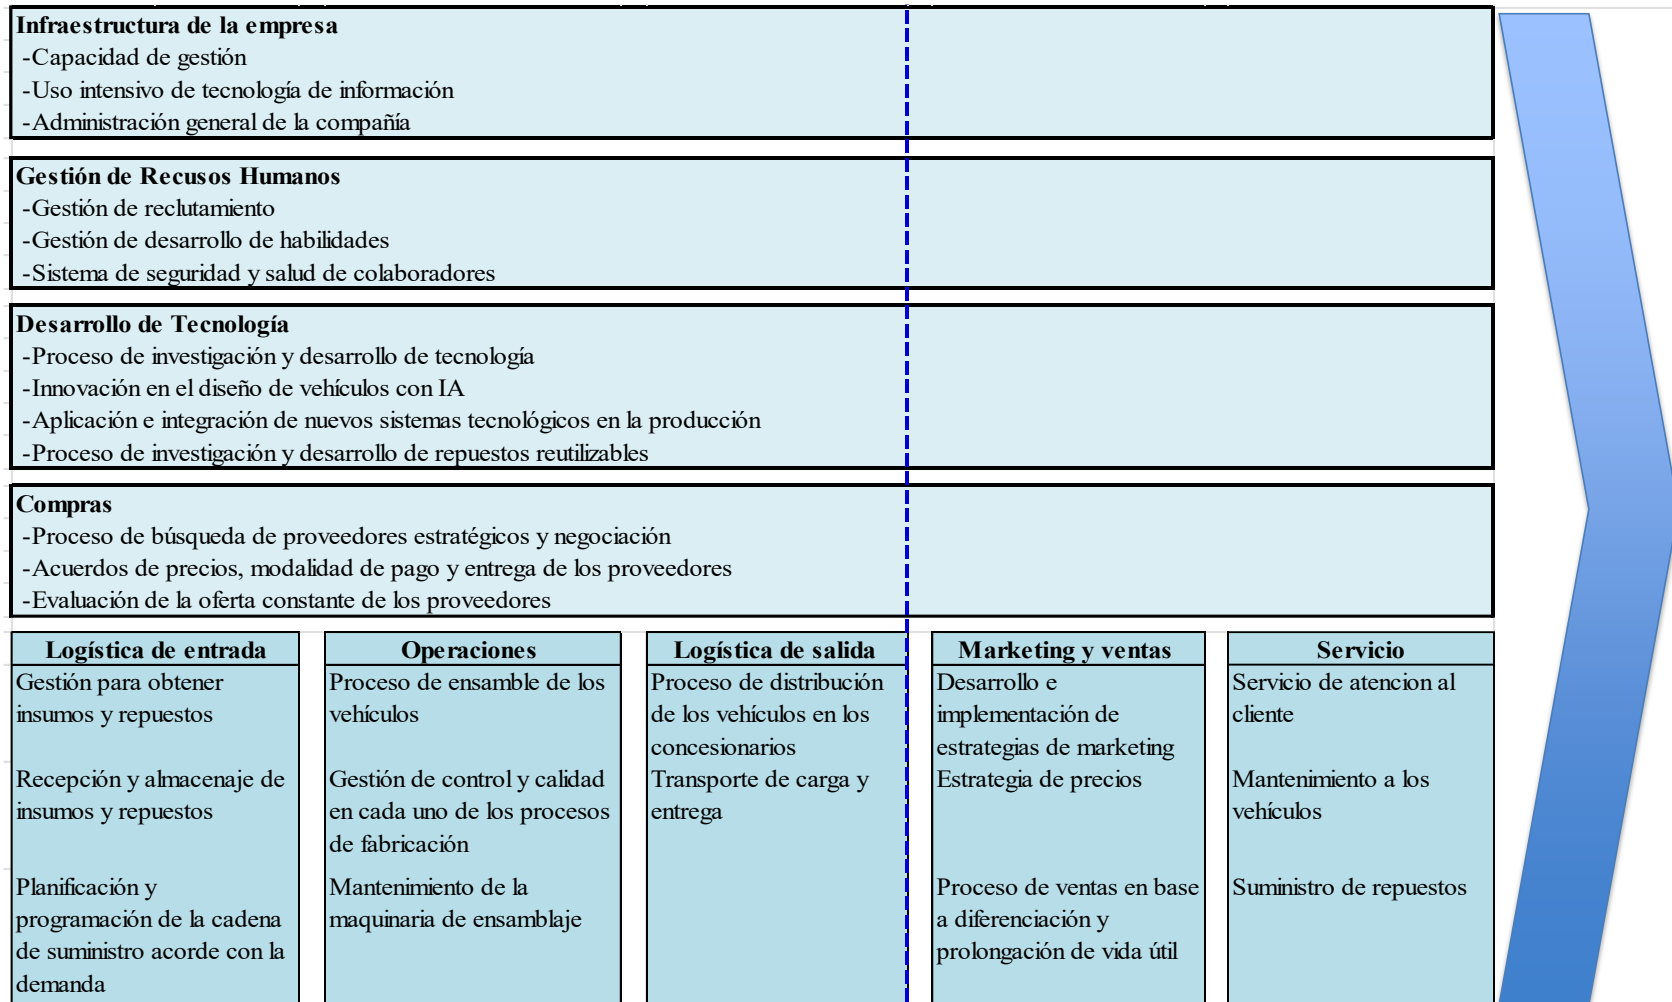 Infraestructura de la empresa
-Capacidad de gestión
-Uso intensivo de tecnología de información
-Administración general de la compañía
Gestión de Recusos Humanos
-Gestión de reclutamiento
-Gestión de desarrollo de habilidades
-Sistema de seguridad y salud de colaboradores
Desarrollo de Tecnología
-Proceso de investigación y desarrollo de tecnología
-Innovación en el diseño de vehículos con IA
-Aplicación e integración de nuevos sistemas tecnológicos en la producción
-Proceso de investigación y desarrollo de repuestos reutilizables
Compras
-Proceso de búsqueda de proveedores estratégicos y negociación
-Acuerdos de precios, modalidad de pago y entrega de los proveedores
-Evaluación de la oferta constante de los proveedores
Logística de entrada
Gestión para obtener
insumos y repuestos
Recepción y almacenaje de
insumos y repuestos
Planificación y
programación de la cadena
de suministro acorde con la
demanda
Operaciones
Proceso de ensamble de los
vehículos
Gestión de control y calidad
en cada uno de los procesos
de fabricación
Mantenimiento de la
maquinaria de ensamblaje
Logística de salida
Proceso de distribución
de los vehículos en los
concesionarios
Transporte de carga y
entrega
Marketing y ventas
Desarrollo e
implementación de
estrategias de marketing
Estrategia de precios
Proceso de ventas en base
a diferenciación y
prolongación de vida útil
Servicio
Servicio de atencion al
cliente
Mantenimiento a los
vehículos
Suministro de repuestos